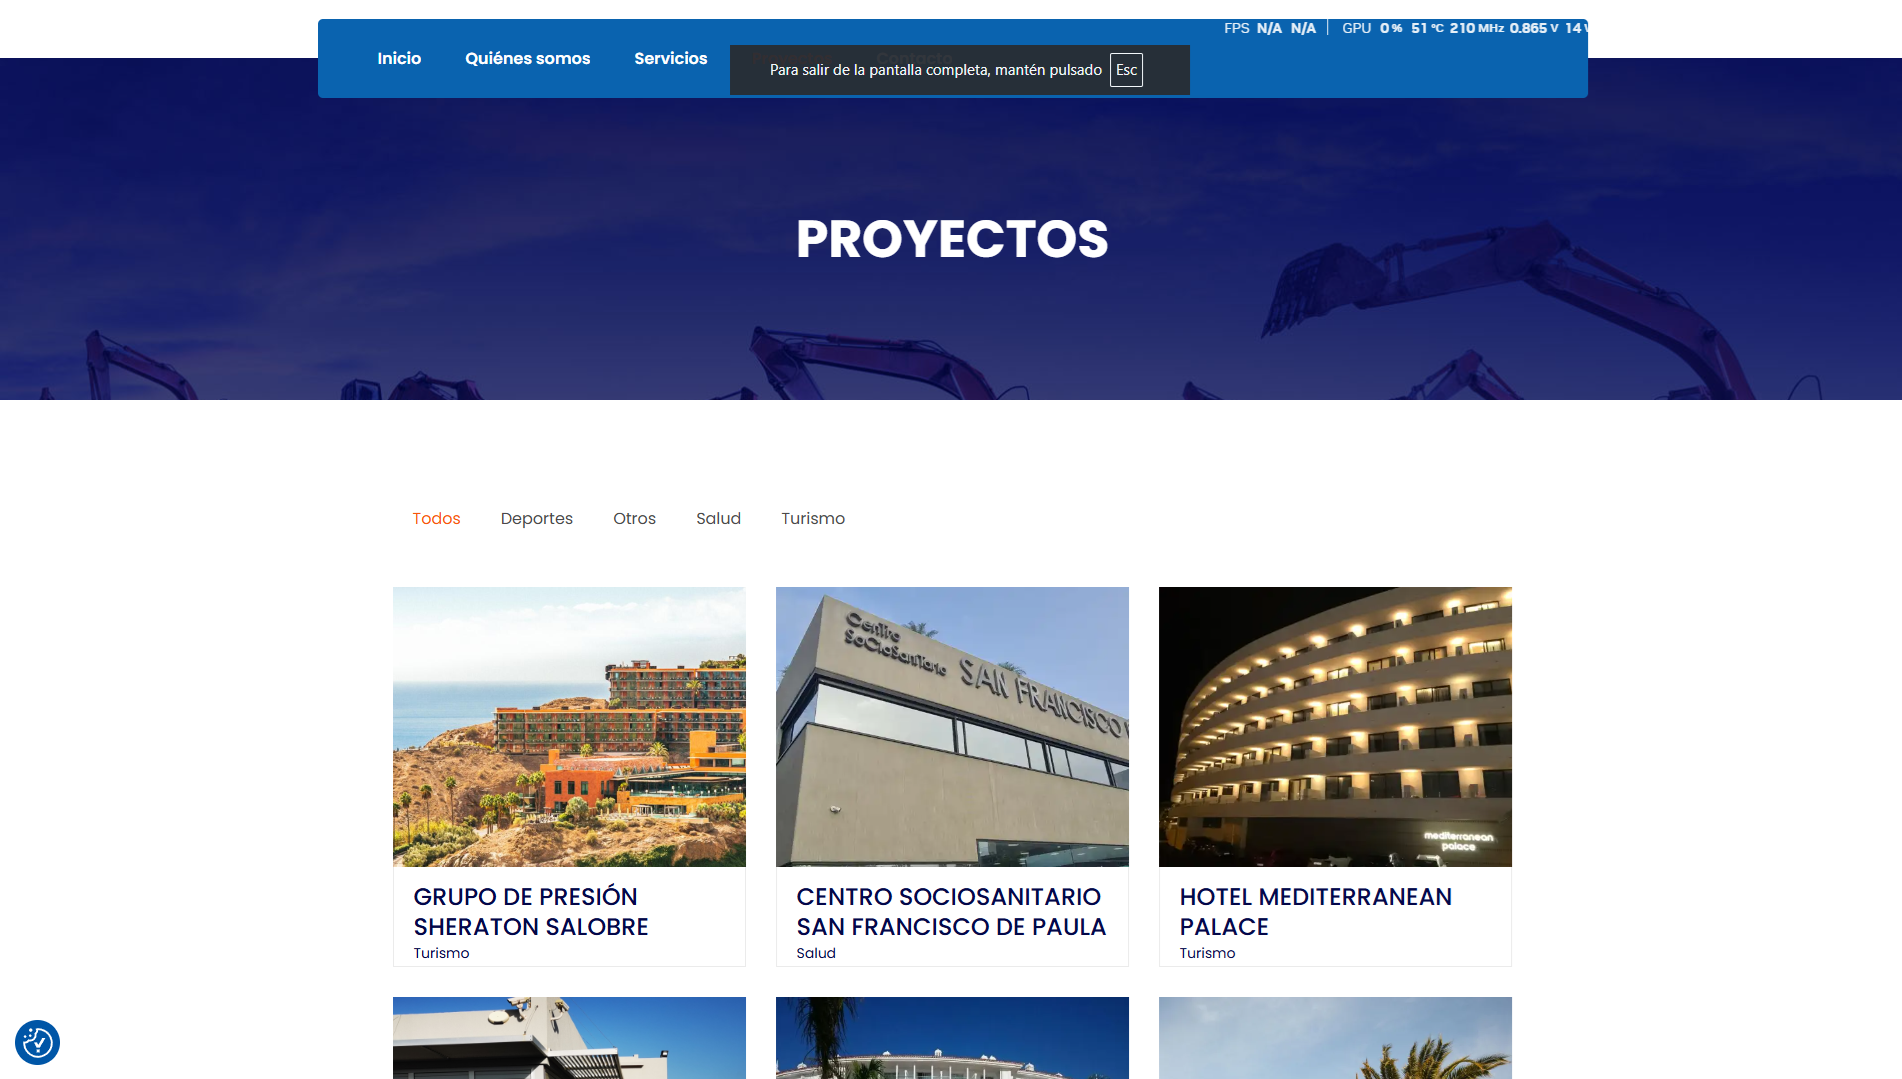 FPS N/A N/A | GPU 0 % 51 °C 210 MHz 0.865 V 14
Inicio Quiénes somos Servicios Contacto
Para salir de la pantalla completa, mantén pulsado Esc
PROYECTOS
Todos Deportes Otros Salud Turismo
Centro
SocioSanitario
SAN FRANCISCO
mediterranean
palace
GRUPO DE PRESIÓN
SHERATON SALOBRE
Turismo
CENTRO SOCIOSANITARIO
SAN FRANCISCO DE PAULA
Salud
HOTEL MEDITERRANEAN
PALACE
Turismo